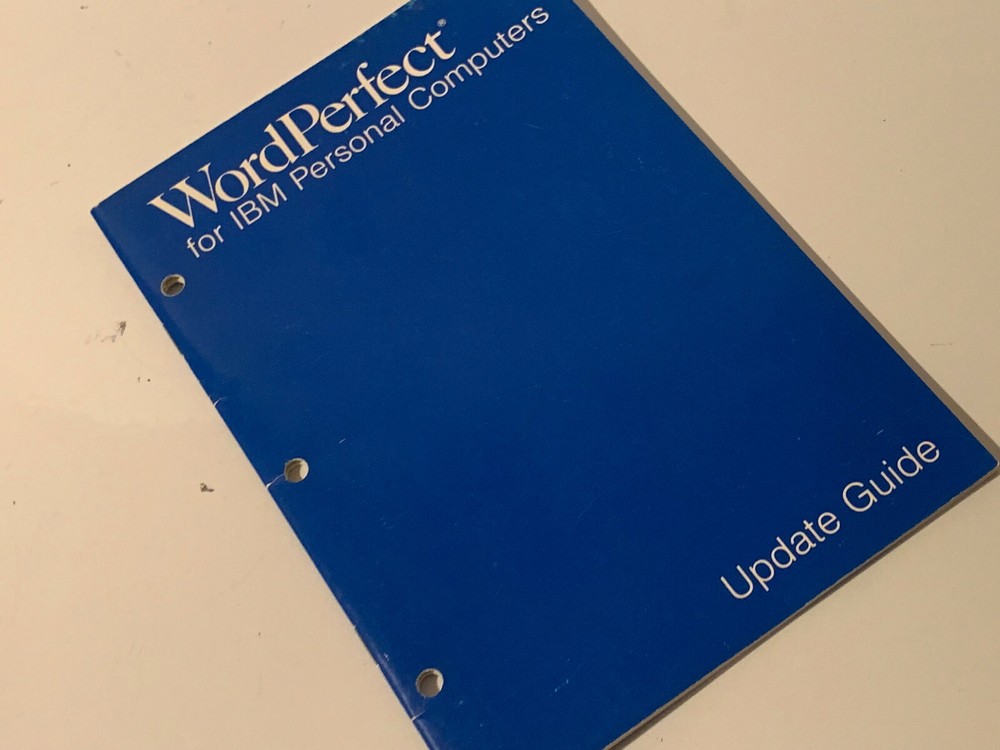 WordPerfect®
for IBM Personal Computers
Update Guide